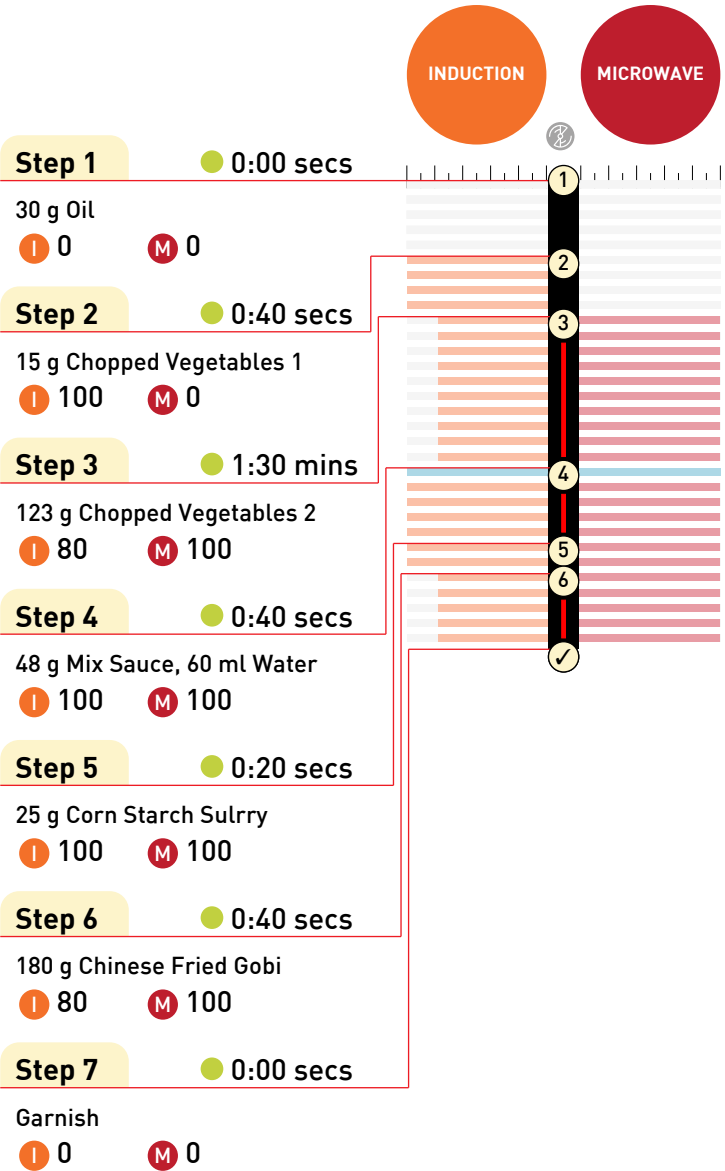 INDUCTION MICROWAVE
Step 1 0:00 secs
30 g Oil
I 0 M 0
Step 2 0:40 secs
15 g Chopped Vegetables 1
I 100 M 0
Step 3 1:30 mins
123 g Chopped Vegetables 2
I 80 M 100
Step 4 0:40 secs
48 g Mix Sauce, 60 ml Water
I 100 M 100
Step 5 0:20 secs
25 g Corn Starch Sulrry
I 100 M 100
Step 6 0:40 secs
180 g Chinese Fried Gobi
I 80 M 100
Step 7 0:00 secs
Garnish
I 0 M 0
1
2
3
4
5
6
✓